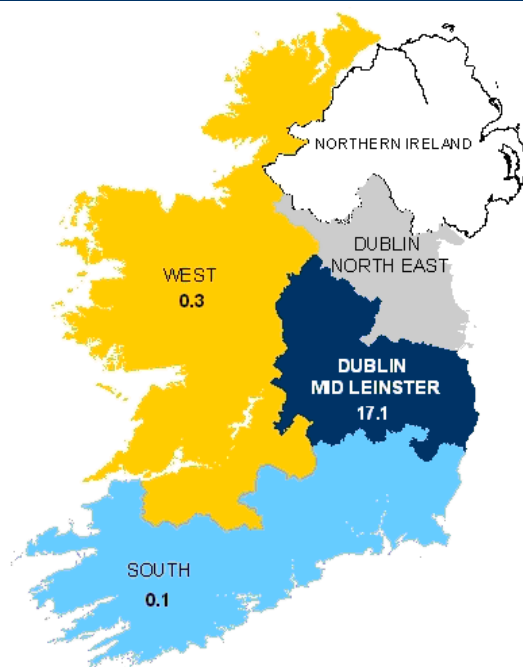 NORTHERN IRELAND
DUBLIN
NORTH EAST
WEST
0.3
DUBLIN
MID LEINSTER
17.1
SOUTH
0.1